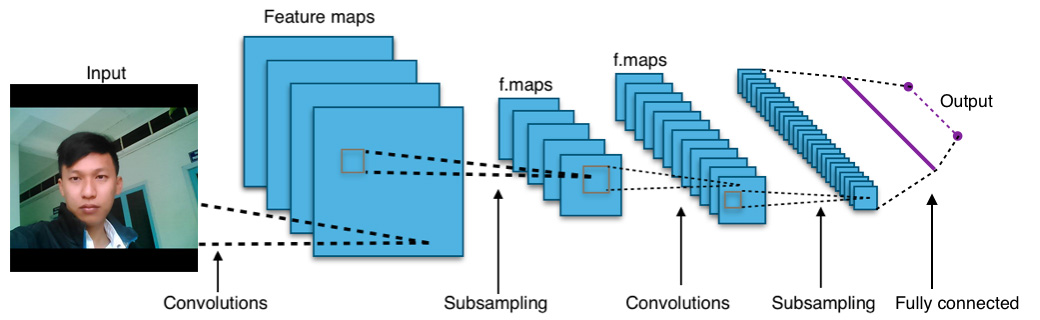 Feature maps
Input
f.maps
f.maps
Output
Convolutions
Subsampling
Convolutions
Subsampling
Fully connected